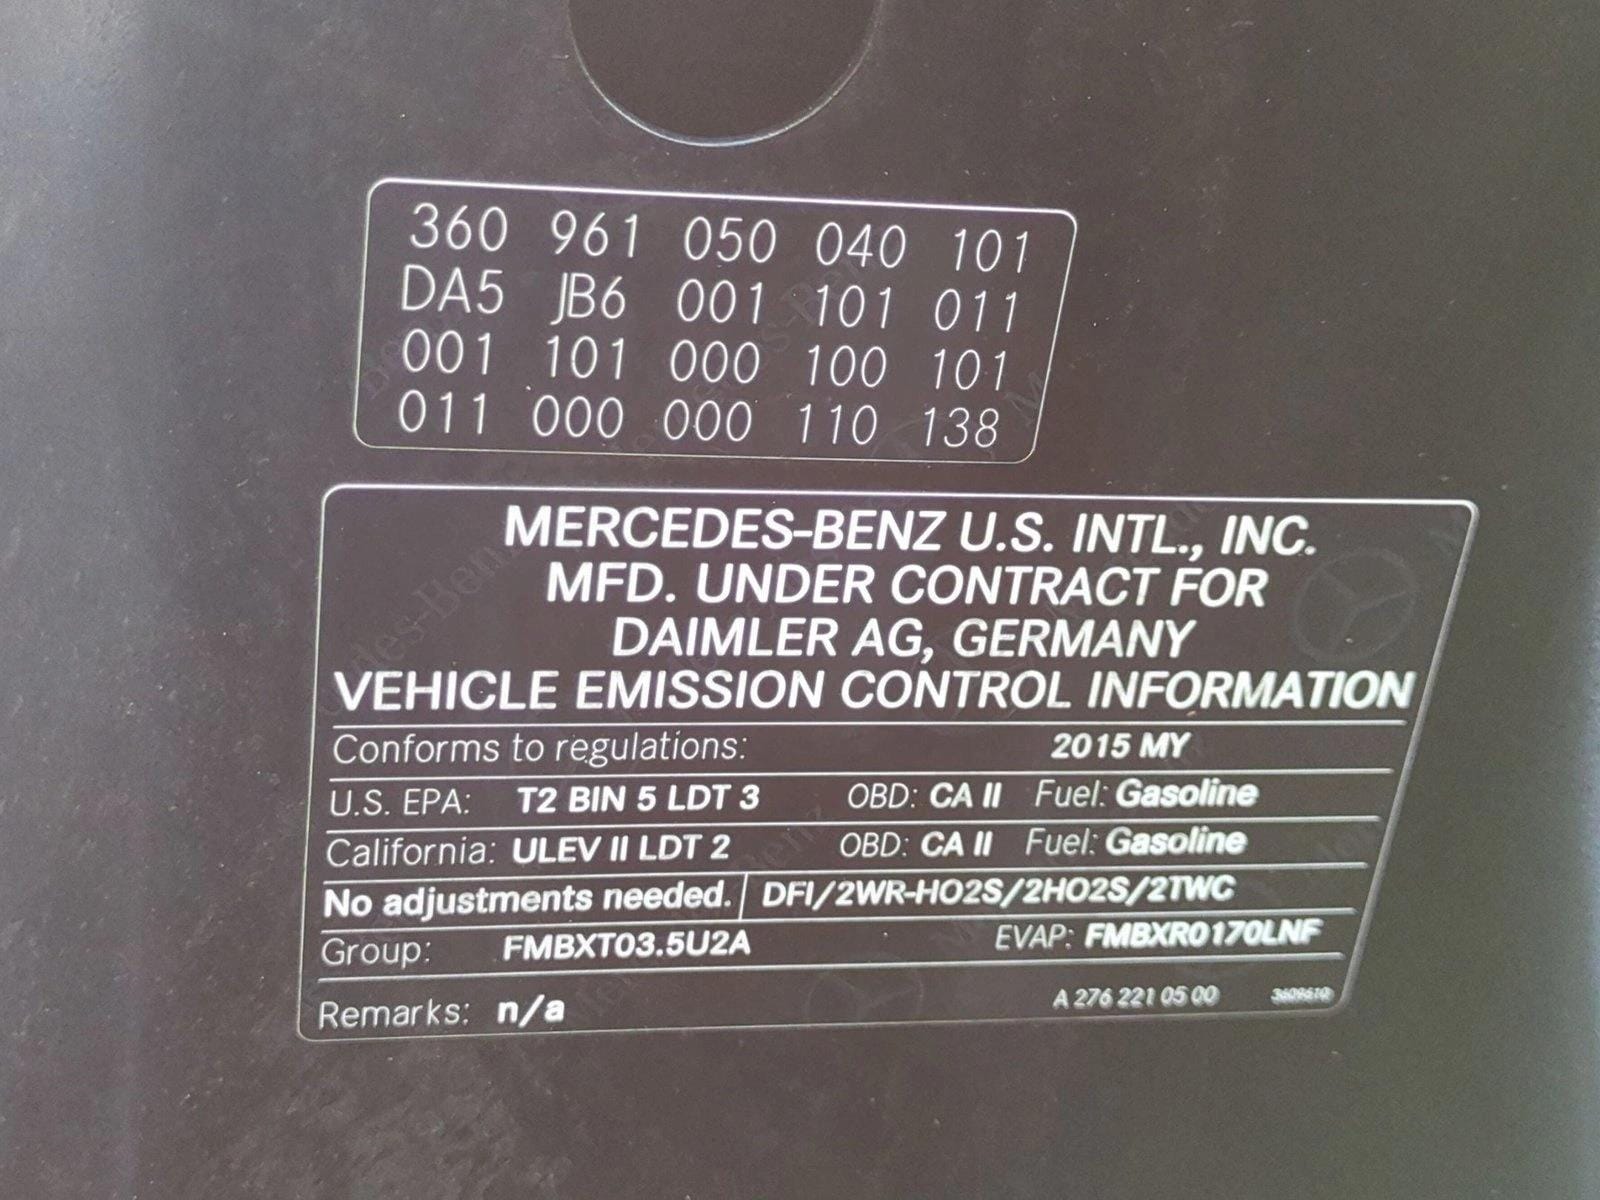 360 961 050 040 101
DA5 JB6 001 101 011
001 101 000 100 101
011 000 000 110 138
MERCEDES-BENZ U.S. INTL., INC.
MFD. UNDER CONTRACT FOR
DAIMLER AG, GERMANY
VEHICLE EMISSION CONTROL INFORMATION
Conforms to regulations: 2015 MY
U.S. EPA: T2 BIN 5 LDT 3 OBD: CA II Fuel: Gasoline
California: ULEV II LDT 2 OBD: CA II Fuel: Gasoline
No adjustments needed. DFI/2WR-HO2S/2HO2S/2TWC
Group: FMBXT03.5U2A EVAP: FMBXR0170LNF
Remarks: n/a A 276 221 05 00 3609610